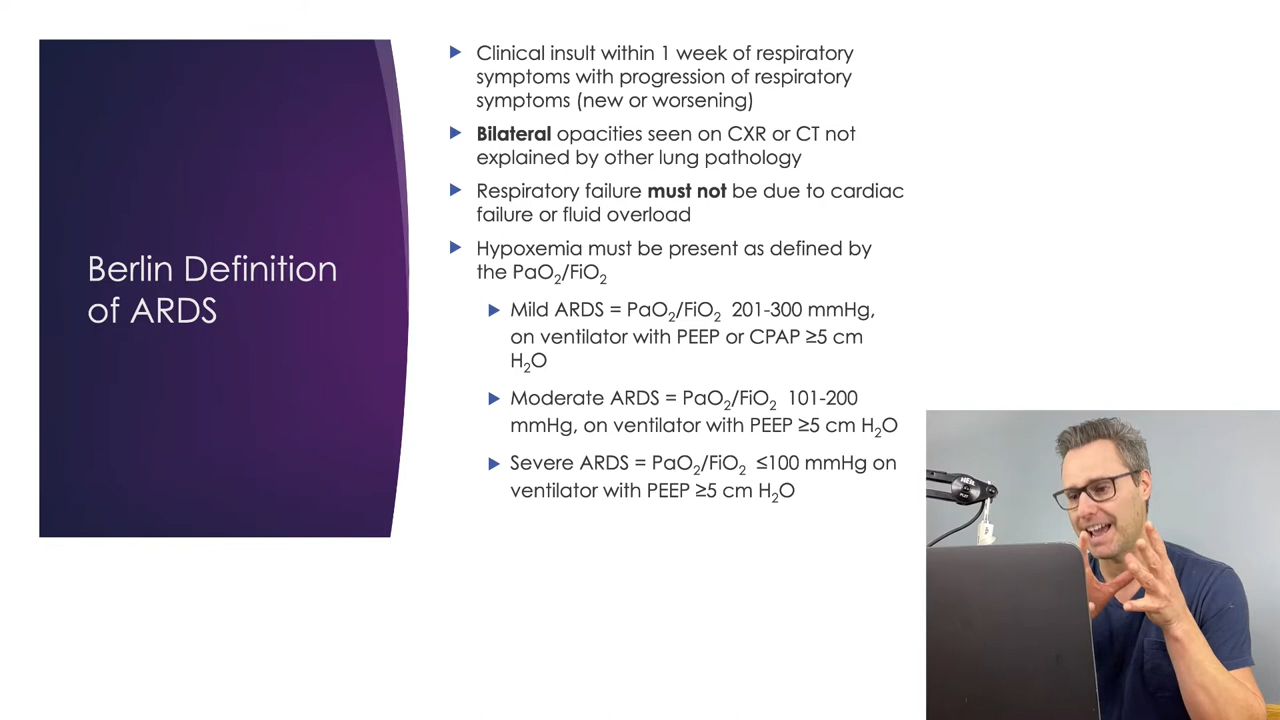 Berlin Definition
of ARDS
Clinical insult within 1 week of respiratory
symptoms with progression of respiratory
symptoms (new or worsening)
Bilateral opacities seen on CXR or CT not
explained by other lung pathology
Respiratory failure must not be due to cardiac
failure or fluid overload
Hypoxemia must be present as defined by
the PaO₂/FiO₂
Mild ARDS = PaO₂/FiO₂ 201-300 mmHg,
on ventilator with PEEP or CPAP ≥5 cm
H₂O
Moderate ARDS = PaO₂/FiO₂ 101-200
mmHg, on ventilator with PEEP ≥5 cm H₂O
Severe ARDS = PaO₂/FiO₂ ≤100 mmHg on
ventilator with PEEP ≥5 cm H₂O
HEIL